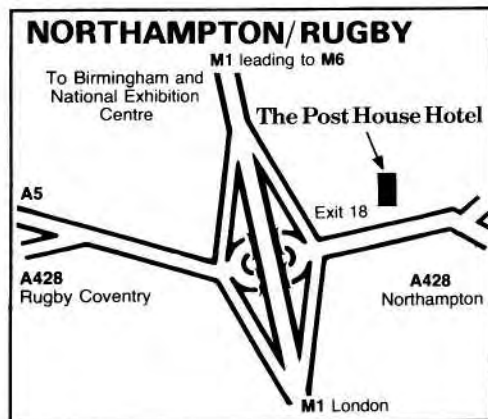 NORTHAMPTON/RUGBY
M1 leading to M6
To Birmingham and
National Exhibition
Centre
The Post House Hotel
A5
Exit 18
A428
Rugby Coventry
A428
Northampton
M1 London